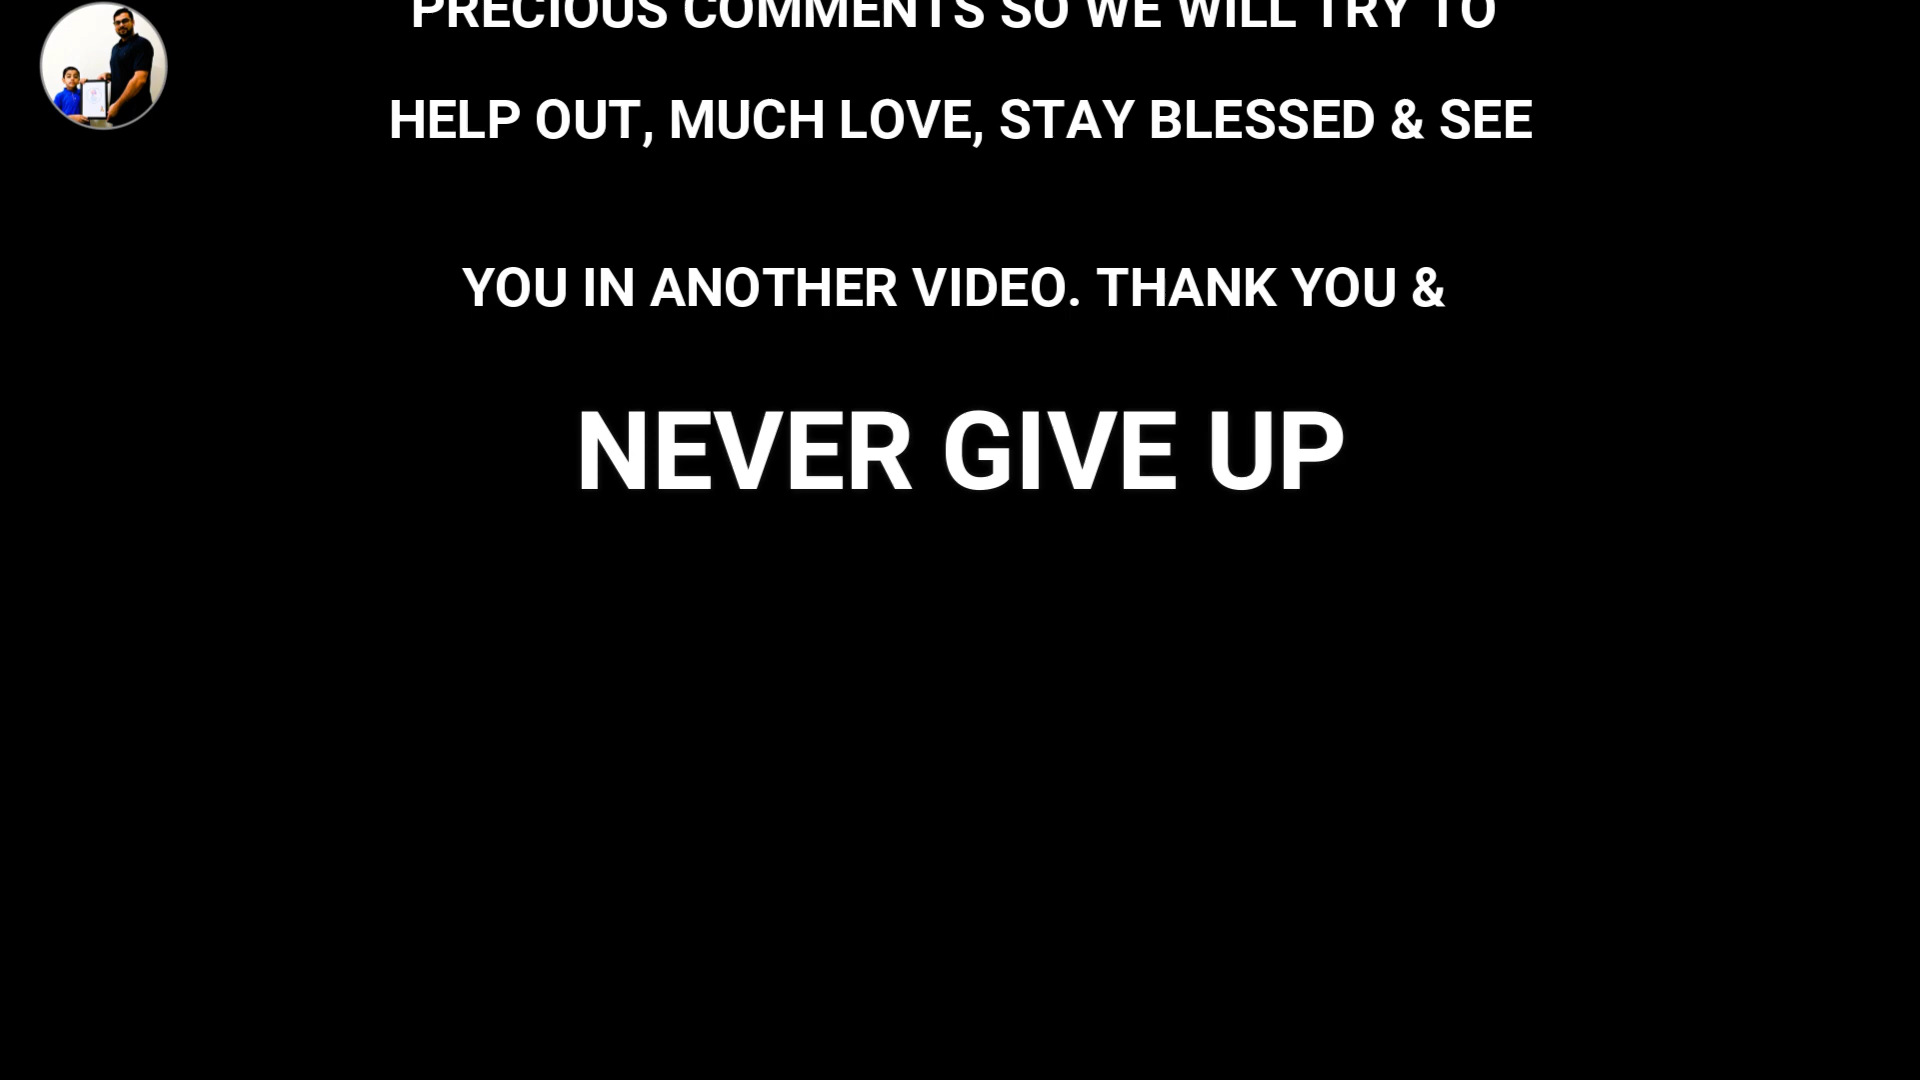 PRECIOUS COMMENTS SO WE WILL TRY TO
HELP OUT, MUCH LOVE, STAY BLESSED & SEE
YOU IN ANOTHER VIDEO. THANK YOU &
NEVER GIVE UP